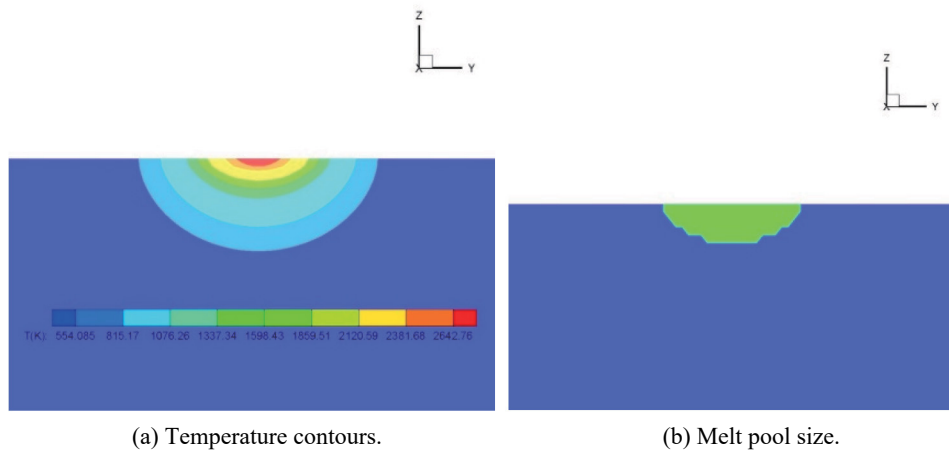 Z
X Y
Z
X Y
T(K): 554.085 815.17 1076.26 1337.34 1598.43 1859.51 2120.59 2381.68 2642.76
(a) Temperature contours.
(b) Melt pool size.